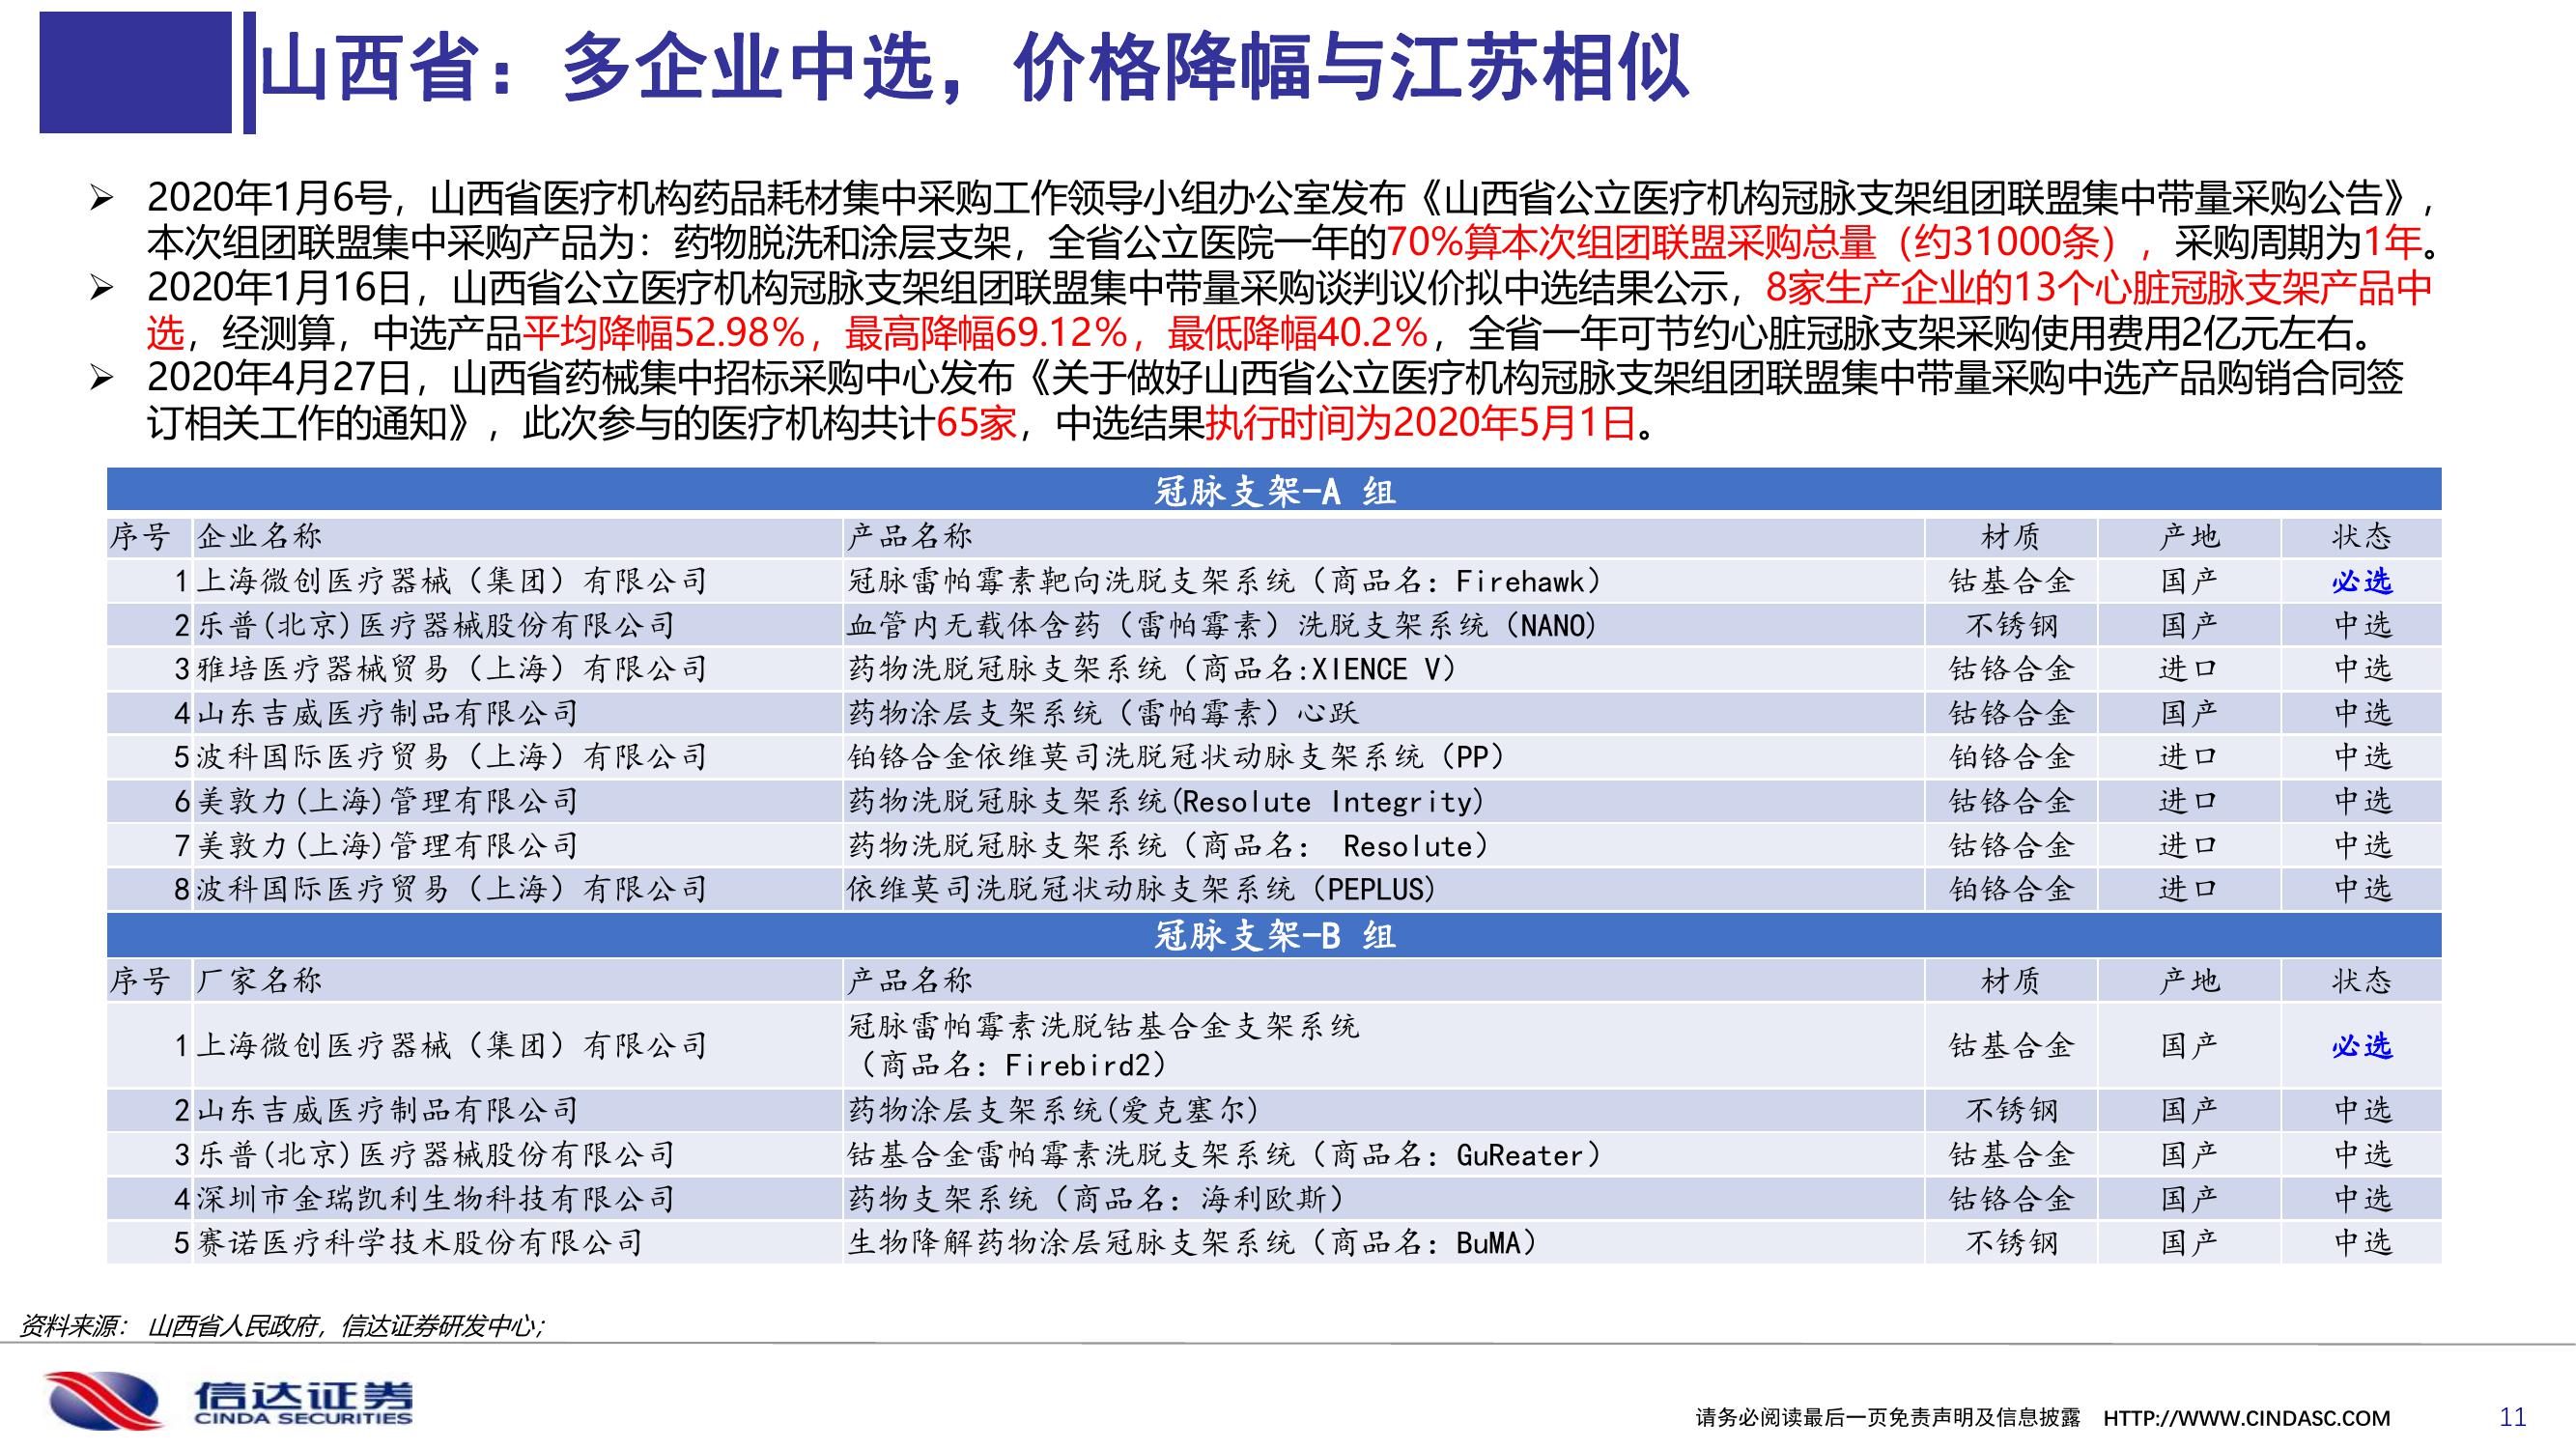 山西省：多企业中选，价格降幅与江苏相似
➢ 2020年1月6号，山西省医疗机构药品耗材集中采购工作领导小组办公室发布《山西省公立医疗机构冠脉支架组团联盟集中带量采购公告》，
本次组团联盟集中采购产品为：药物脱洗和涂层支架，全省公立医院一年的70%算本次组团联盟采购总量（约31000条），采购周期为1年。
➢ 2020年1月16日，山西省公立医疗机构冠脉支架组团联盟集中带量采购谈判议价拟中选结果公示，8家生产企业的13个心脏冠脉支架产品中
选，经测算，中选产品平均降幅52.98%，最高降幅69.12%，最低降幅40.2%，全省一年可节约心脏冠脉支架采购使用费用2亿元左右。
➢ 2020年4月27日，山西省药械集中招标采购中心发布《关于做好山西省公立医疗机构冠脉支架组团联盟集中带量采购中选产品购销合同签
订相关工作的通知》，此次参与的医疗机构共计65家，中选结果执行时间为2020年5月1日。
冠脉支架-A 组
序号 企业名称 产品名称 材质 产地 状态
1 上海微创医疗器械（集团）有限公司 冠脉雷帕霉素靶向洗脱支架系统（商品名：Firehawk） 钴基合金 国产 必选
2 乐普(北京)医疗器械股份有限公司 血管内无载体含药（雷帕霉素）洗脱支架系统（NANO） 不锈钢 国产 中选
3 雅培医疗器械贸易（上海）有限公司 药物洗脱冠脉支架系统（商品名:XIENCE V） 钴铬合金 进口 中选
4 山东吉威医疗制品有限公司 药物涂层支架系统（雷帕霉素）心跃 钴铬合金 国产 中选
5 波科国际医疗贸易（上海）有限公司 铂铬合金依维莫司洗脱冠状动脉支架系统（PP） 铂铬合金 进口 中选
6 美敦力(上海)管理有限公司 药物洗脱冠脉支架系统(Resolute Integrity) 钴铬合金 进口 中选
7 美敦力(上海)管理有限公司 药物洗脱冠脉支架系统（商品名： Resolute） 钴铬合金 进口 中选
8 波科国际医疗贸易（上海）有限公司 依维莫司洗脱冠状动脉支架系统（PEPLUS） 铂铬合金 进口 中选
冠脉支架-B 组
序号 厂家名称 产品名称 材质 产地 状态
1 上海微创医疗器械（集团）有限公司 冠脉雷帕霉素洗脱钴基合金支架系统
（商品名：Firebird2） 钴基合金 国产 必选
2 山东吉威医疗制品有限公司 药物涂层支架系统(爱克塞尔) 不锈钢 国产 中选
3 乐普(北京)医疗器械股份有限公司 钴基合金雷帕霉素洗脱支架系统（商品名：GuReater） 钴基合金 国产 中选
4 深圳市金瑞凯利生物科技有限公司 药物支架系统（商品名：海利欧斯） 钴铬合金 国产 中选
5 赛诺医疗科学技术股份有限公司 生物降解药物涂层冠脉支架系统（商品名：BuMA） 不锈钢 国产 中选
资料来源： 山西省人民政府，信达证券研发中心；
信达证券
CINDA SECURITIES
请务必阅读最后一页免责声明及信息披露 HTTP://WWW.CINDASC.COM 11